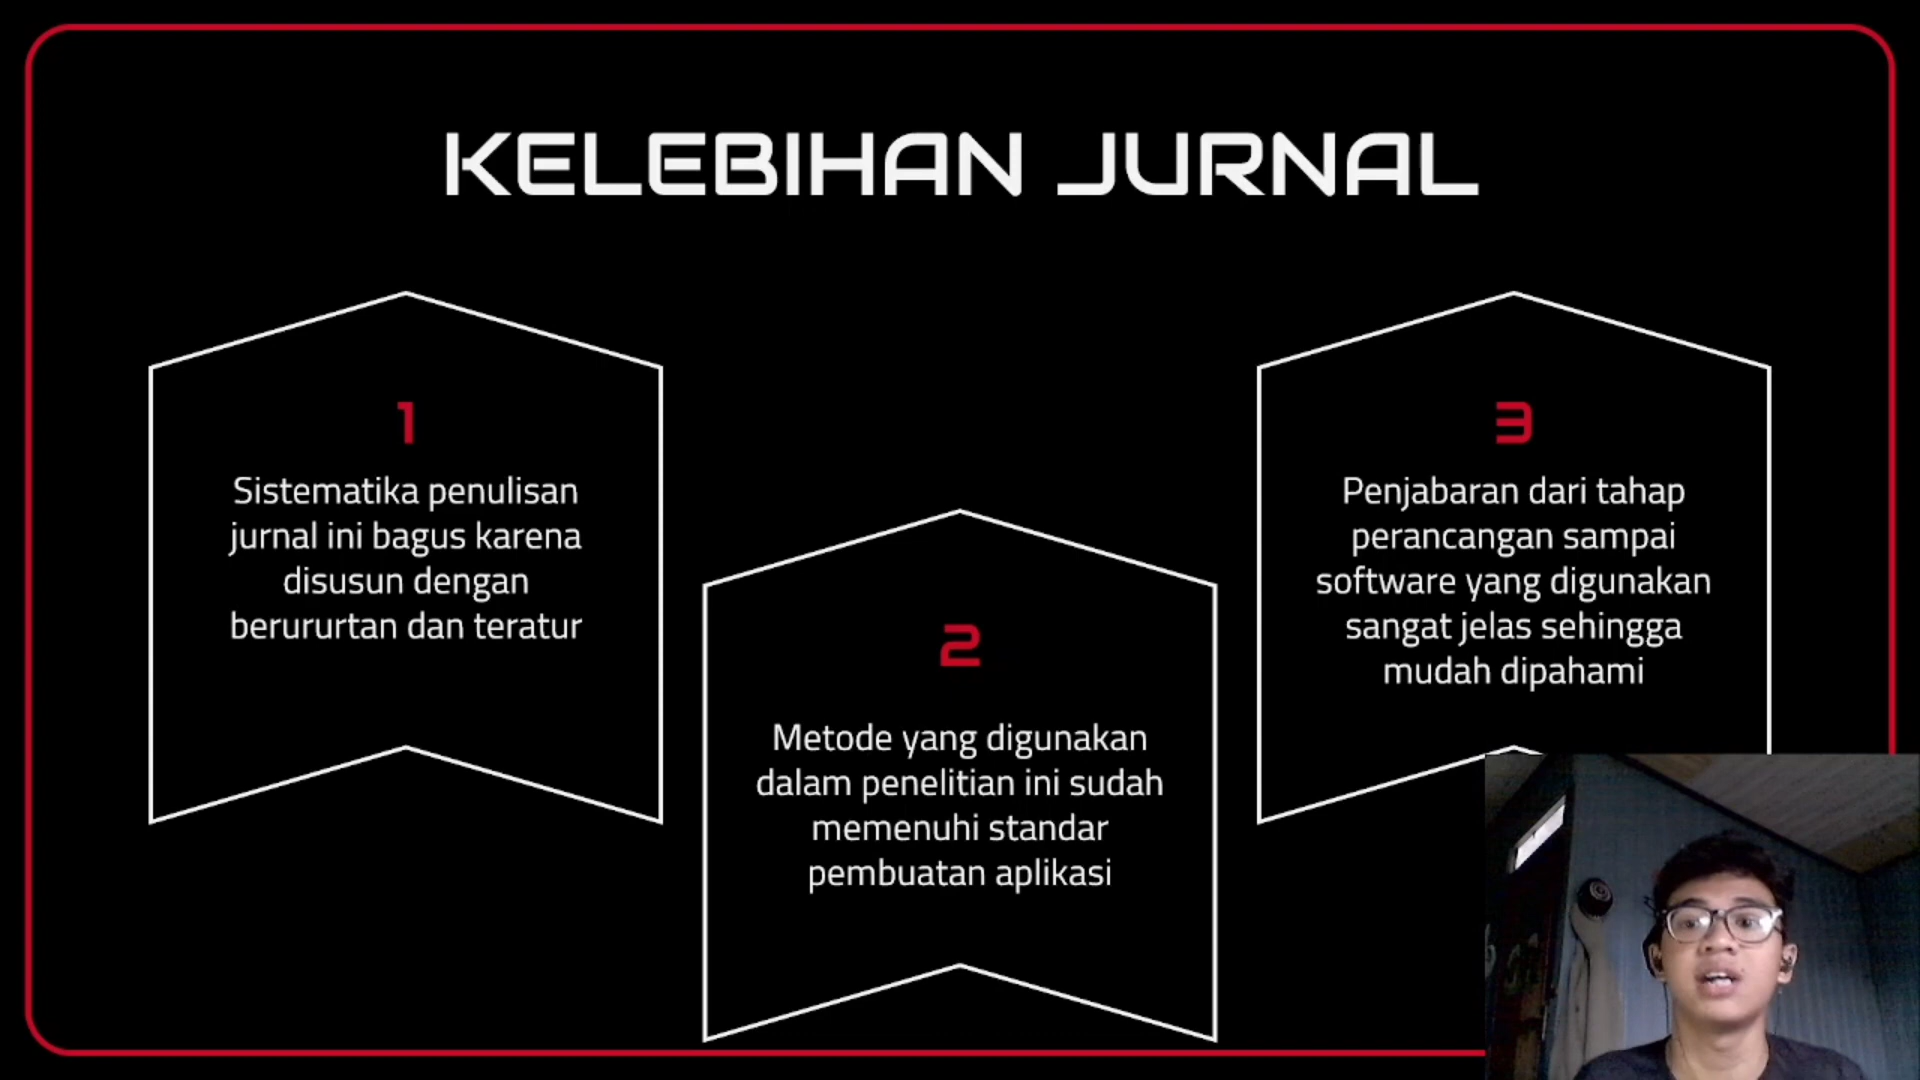 KELEBIHAN JURNAL
1
Sistematika penulisan
jurnal ini bagus karena
disusun dengan
berururtan dan teratur
2
Metode yang digunakan
dalam penelitian ini sudah
memenuhi standar
pembuatan aplikasi
3
Penjabaran dari tahap
perancangan sampai
software yang digunakan
sangat jelas sehingga
mudah dipahami